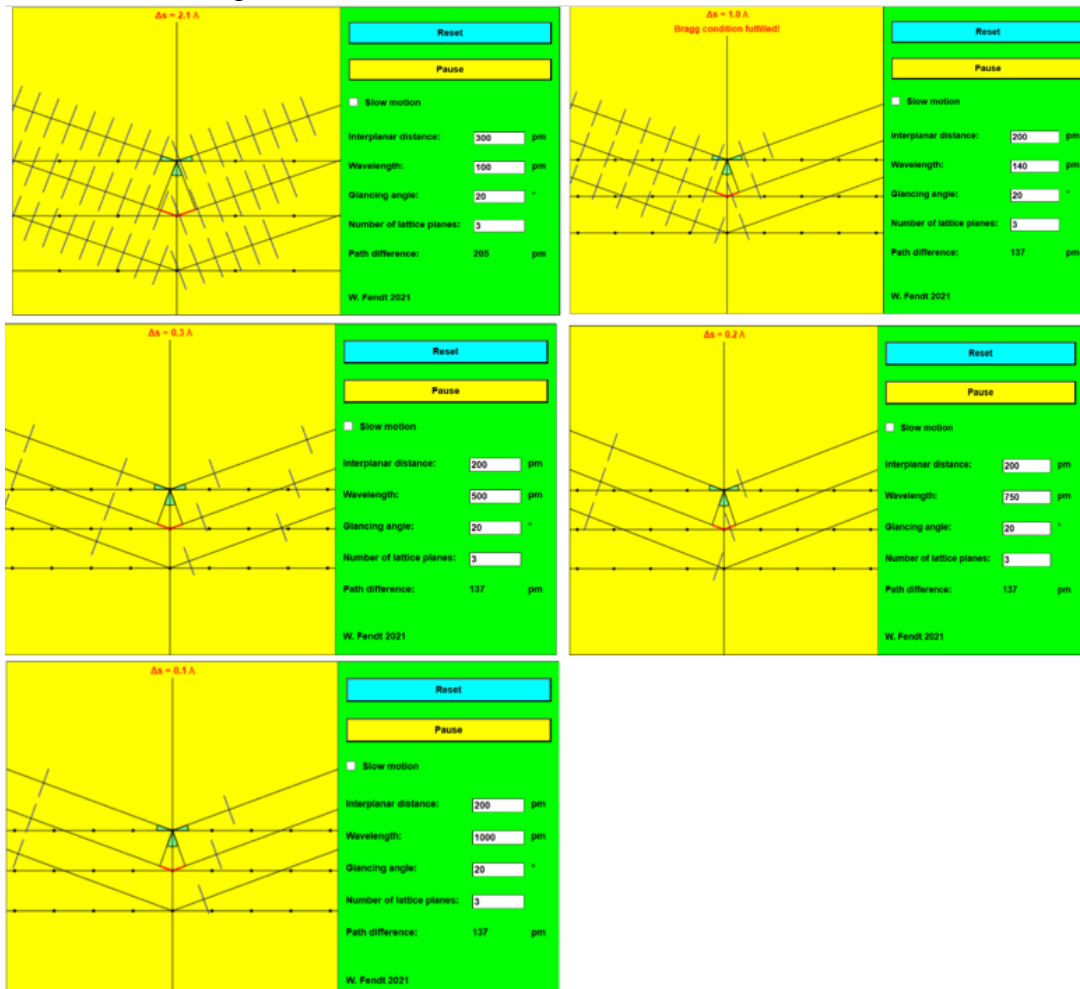 Δs = 2.1 λ
Reset
Pause
Slow motion
Interplanar distance: 300 pm
Wavelength: 100 pm
Glancing angle: 20 °
Number of lattice planes: 3
Path difference: 205 pm
W. Fendt 2021
Δs = 1.0 λ
Bragg condition fulfilled!
Reset
Pause
Slow motion
Interplanar distance: 200 pm
Wavelength: 140 pm
Glancing angle: 20 °
Number of lattice planes: 3
Path difference: 137 pm
W. Fendt 2021
Δs = 0.3 λ
Reset
Pause
Slow motion
Interplanar distance: 200 pm
Wavelength: 500 pm
Glancing angle: 20 °
Number of lattice planes: 3
Path difference: 137 pm
W. Fendt 2021
Δs = 0.2 λ
Reset
Pause
Slow motion
Interplanar distance: 200 pm
Wavelength: 750 pm
Glancing angle: 20 °
Number of lattice planes: 3
Path difference: 137 pm
W. Fendt 2021
Δs = 0.1 λ
Reset
Pause
Slow motion
Interplanar distance: 200 pm
Wavelength: 1000 pm
Glancing angle: 20 °
Number of lattice planes: 3
Path difference: 137 pm
W. Fendt 2021